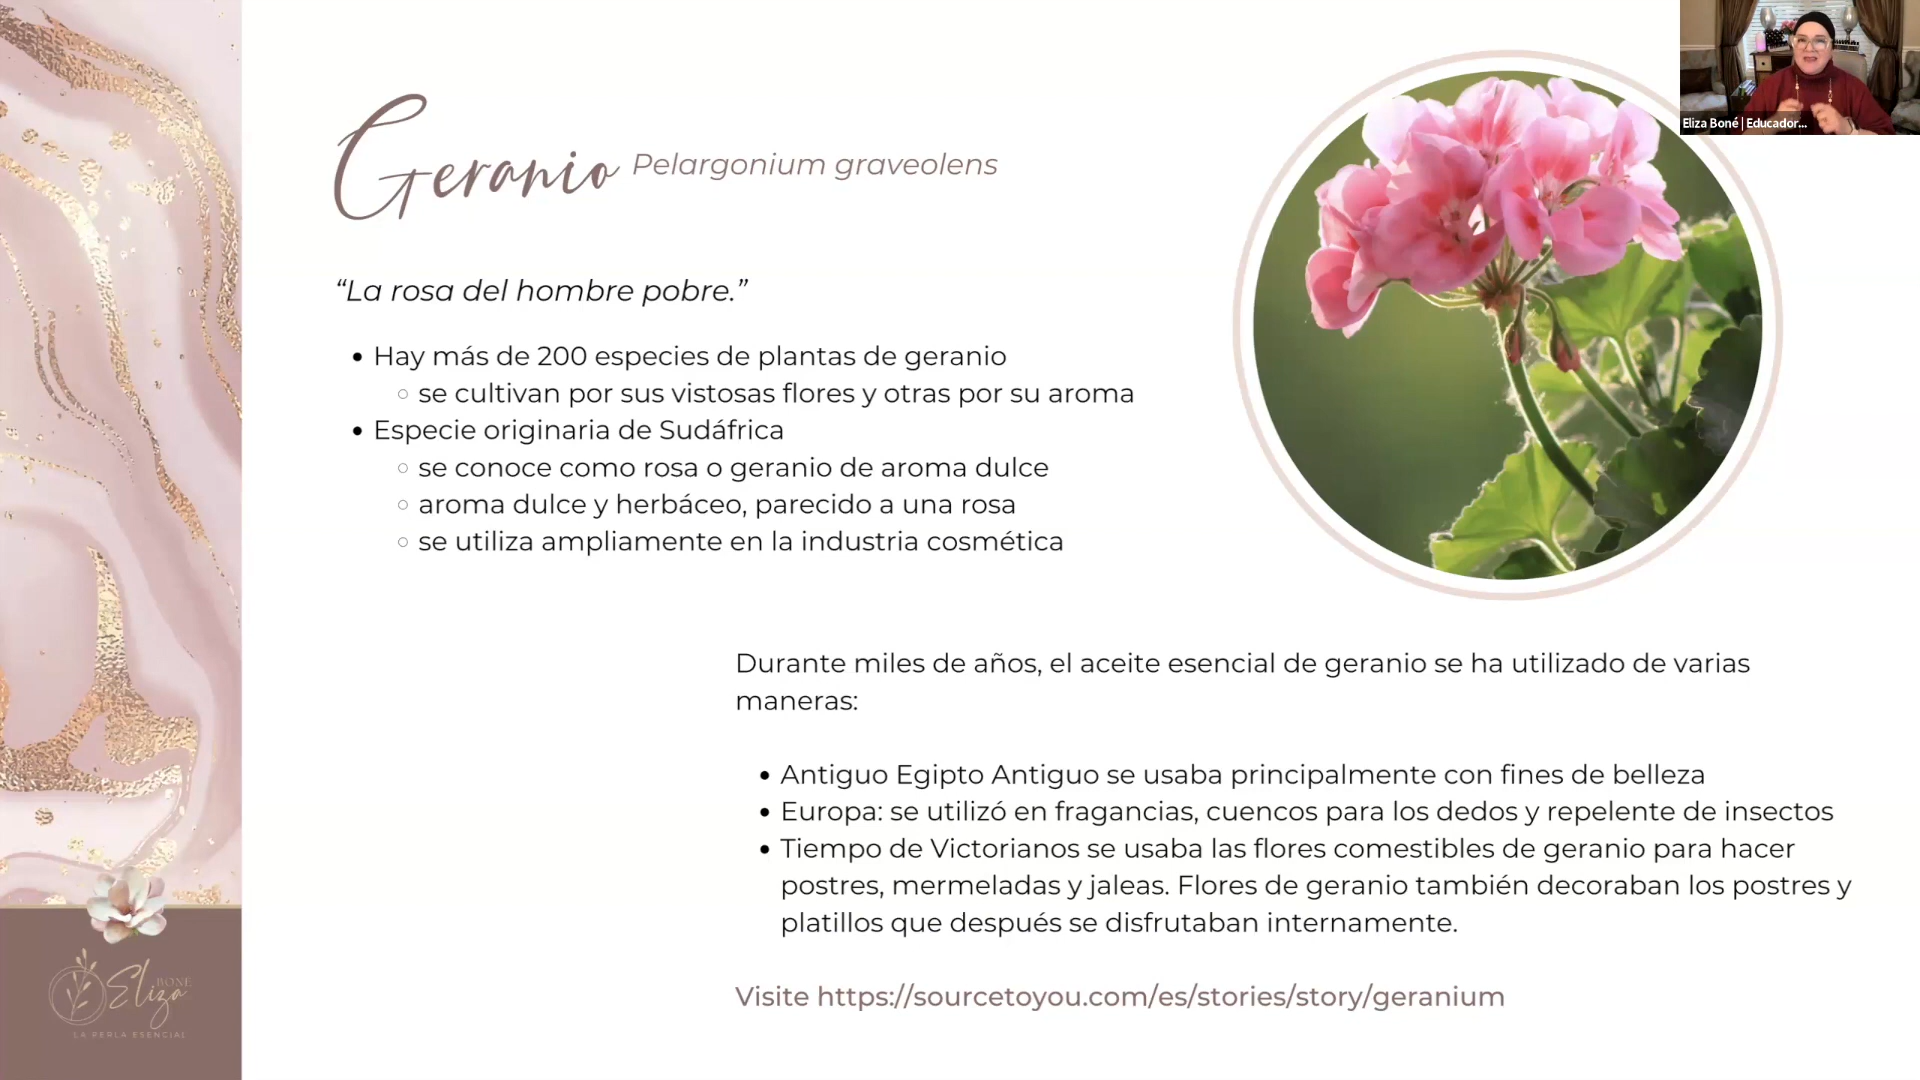 Geranio Pelargonium graveolens
“La rosa del hombre pobre.”
Hay más de 200 especies de plantas de geranio
se cultivan por sus vistosas flores y otras por su aroma
Especie originaria de Sudáfrica
se conoce como rosa o geranio de aroma dulce
aroma dulce y herbáceo, parecido a una rosa
se utiliza ampliamente en la industria cosmética
Durante miles de años, el aceite esencial de geranio se ha utilizado de varias
maneras:
Antiguo Egipto Antiguo se usaba principalmente con fines de belleza
Europa: se utilizó en fragancias, cuencos para los dedos y repelente de insectos
Tiempo de Victorianos se usaba las flores comestibles de geranio para hacer
postres, mermeladas y jaleas. Flores de geranio también decoraban los postres y
platillos que después se disfrutaban internamente.
Visite https://sourcetoyou.com/es/stories/story/geranium
Eliza Boné | Educador...
Eliza BONÉ
LA PERLA ESENCIAL